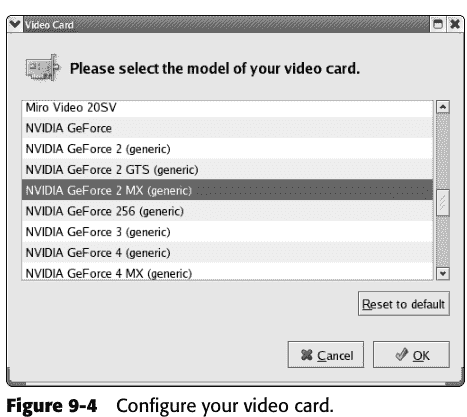 Video Card
Please select the model of your video card.
Miro Video 20SV
NVIDIA GeForce
NVIDIA GeForce 2 (generic)
NVIDIA GeForce 2 GTS (generic)
NVIDIA GeForce 2 MX (generic)
NVIDIA GeForce 256 (generic)
NVIDIA GeForce 3 (generic)
NVIDIA GeForce 4 (generic)
NVIDIA GeForce 4 MX (generic)
Reset to default
Cancel OK
Figure 9-4 Configure your video card.